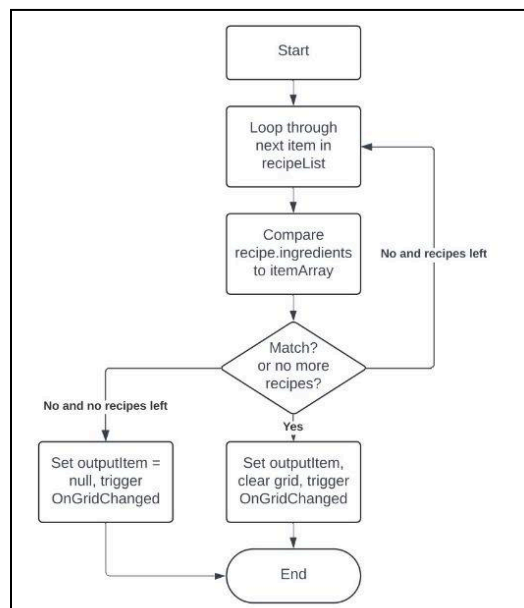 Start
Loop through
next item in
recipeList
Compare
recipe.ingredients
to itemArray
No and recipes left
Match?
or no more
recipes?
No and no recipes left
Yes
Set outputItem =
null, trigger
OnGridChanged
Set outputItem,
clear grid, trigger
OnGridChanged
End